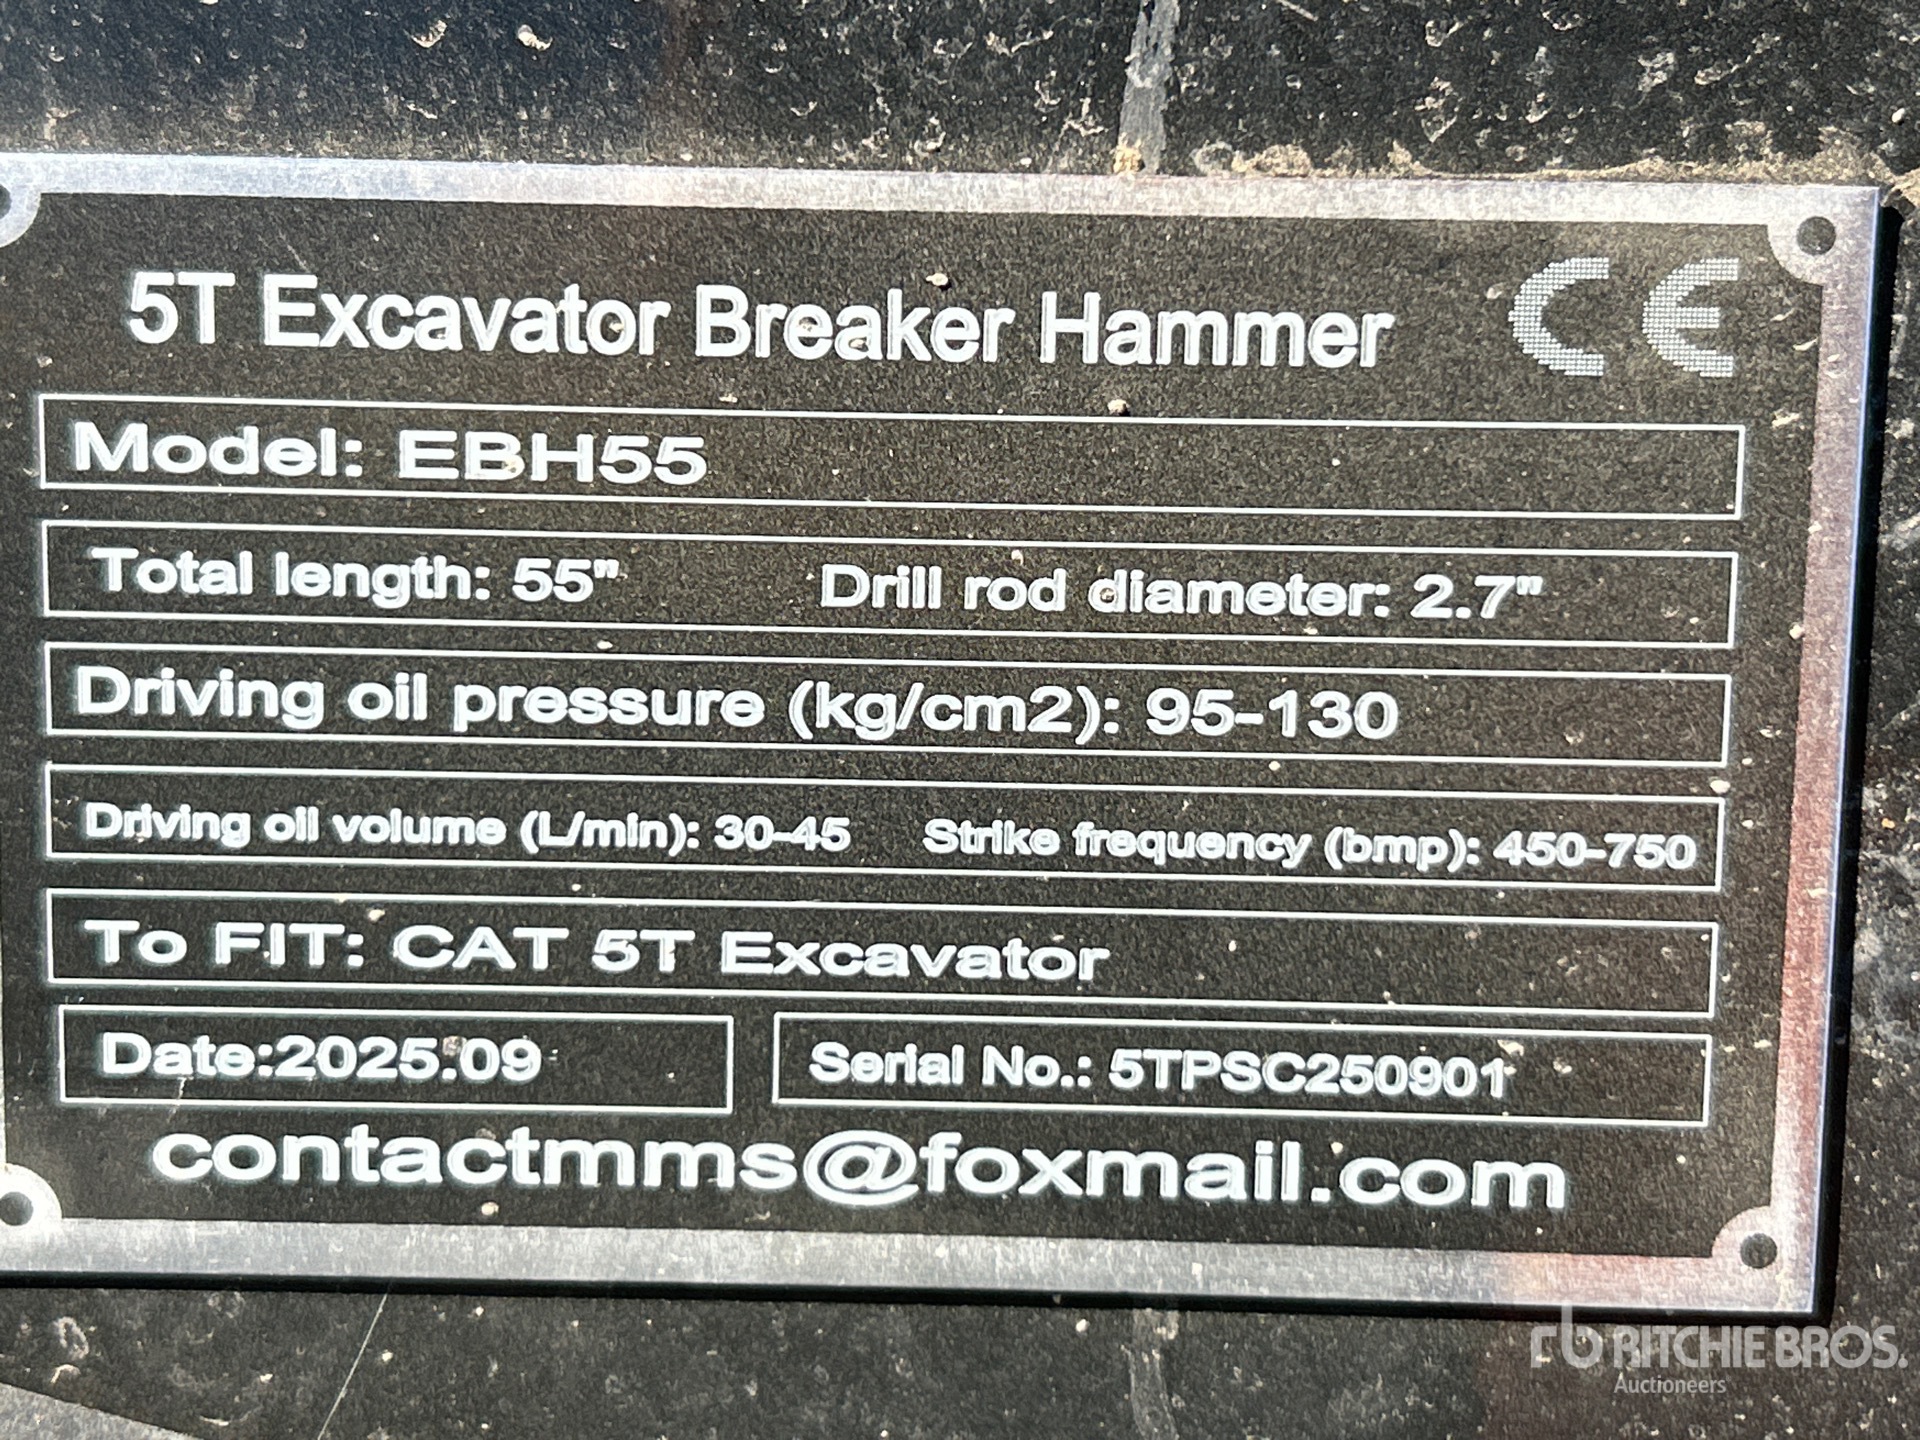 5T Excavator Breaker Hammer CE
Model: EBH55
Total length: 55" Drill rod diameter: 2.7"
Driving oil pressure (kg/cm2): 95-130
Driving oil volume (L/min): 30-45 Strike frequency (bmp): 450-750
To FIT: CAT 5T Excavator
Date:2025.09 Serial No.: 5TPSC250901
contactmms@foxmail.com
rb RITCHIE BROS.
Auctioneers